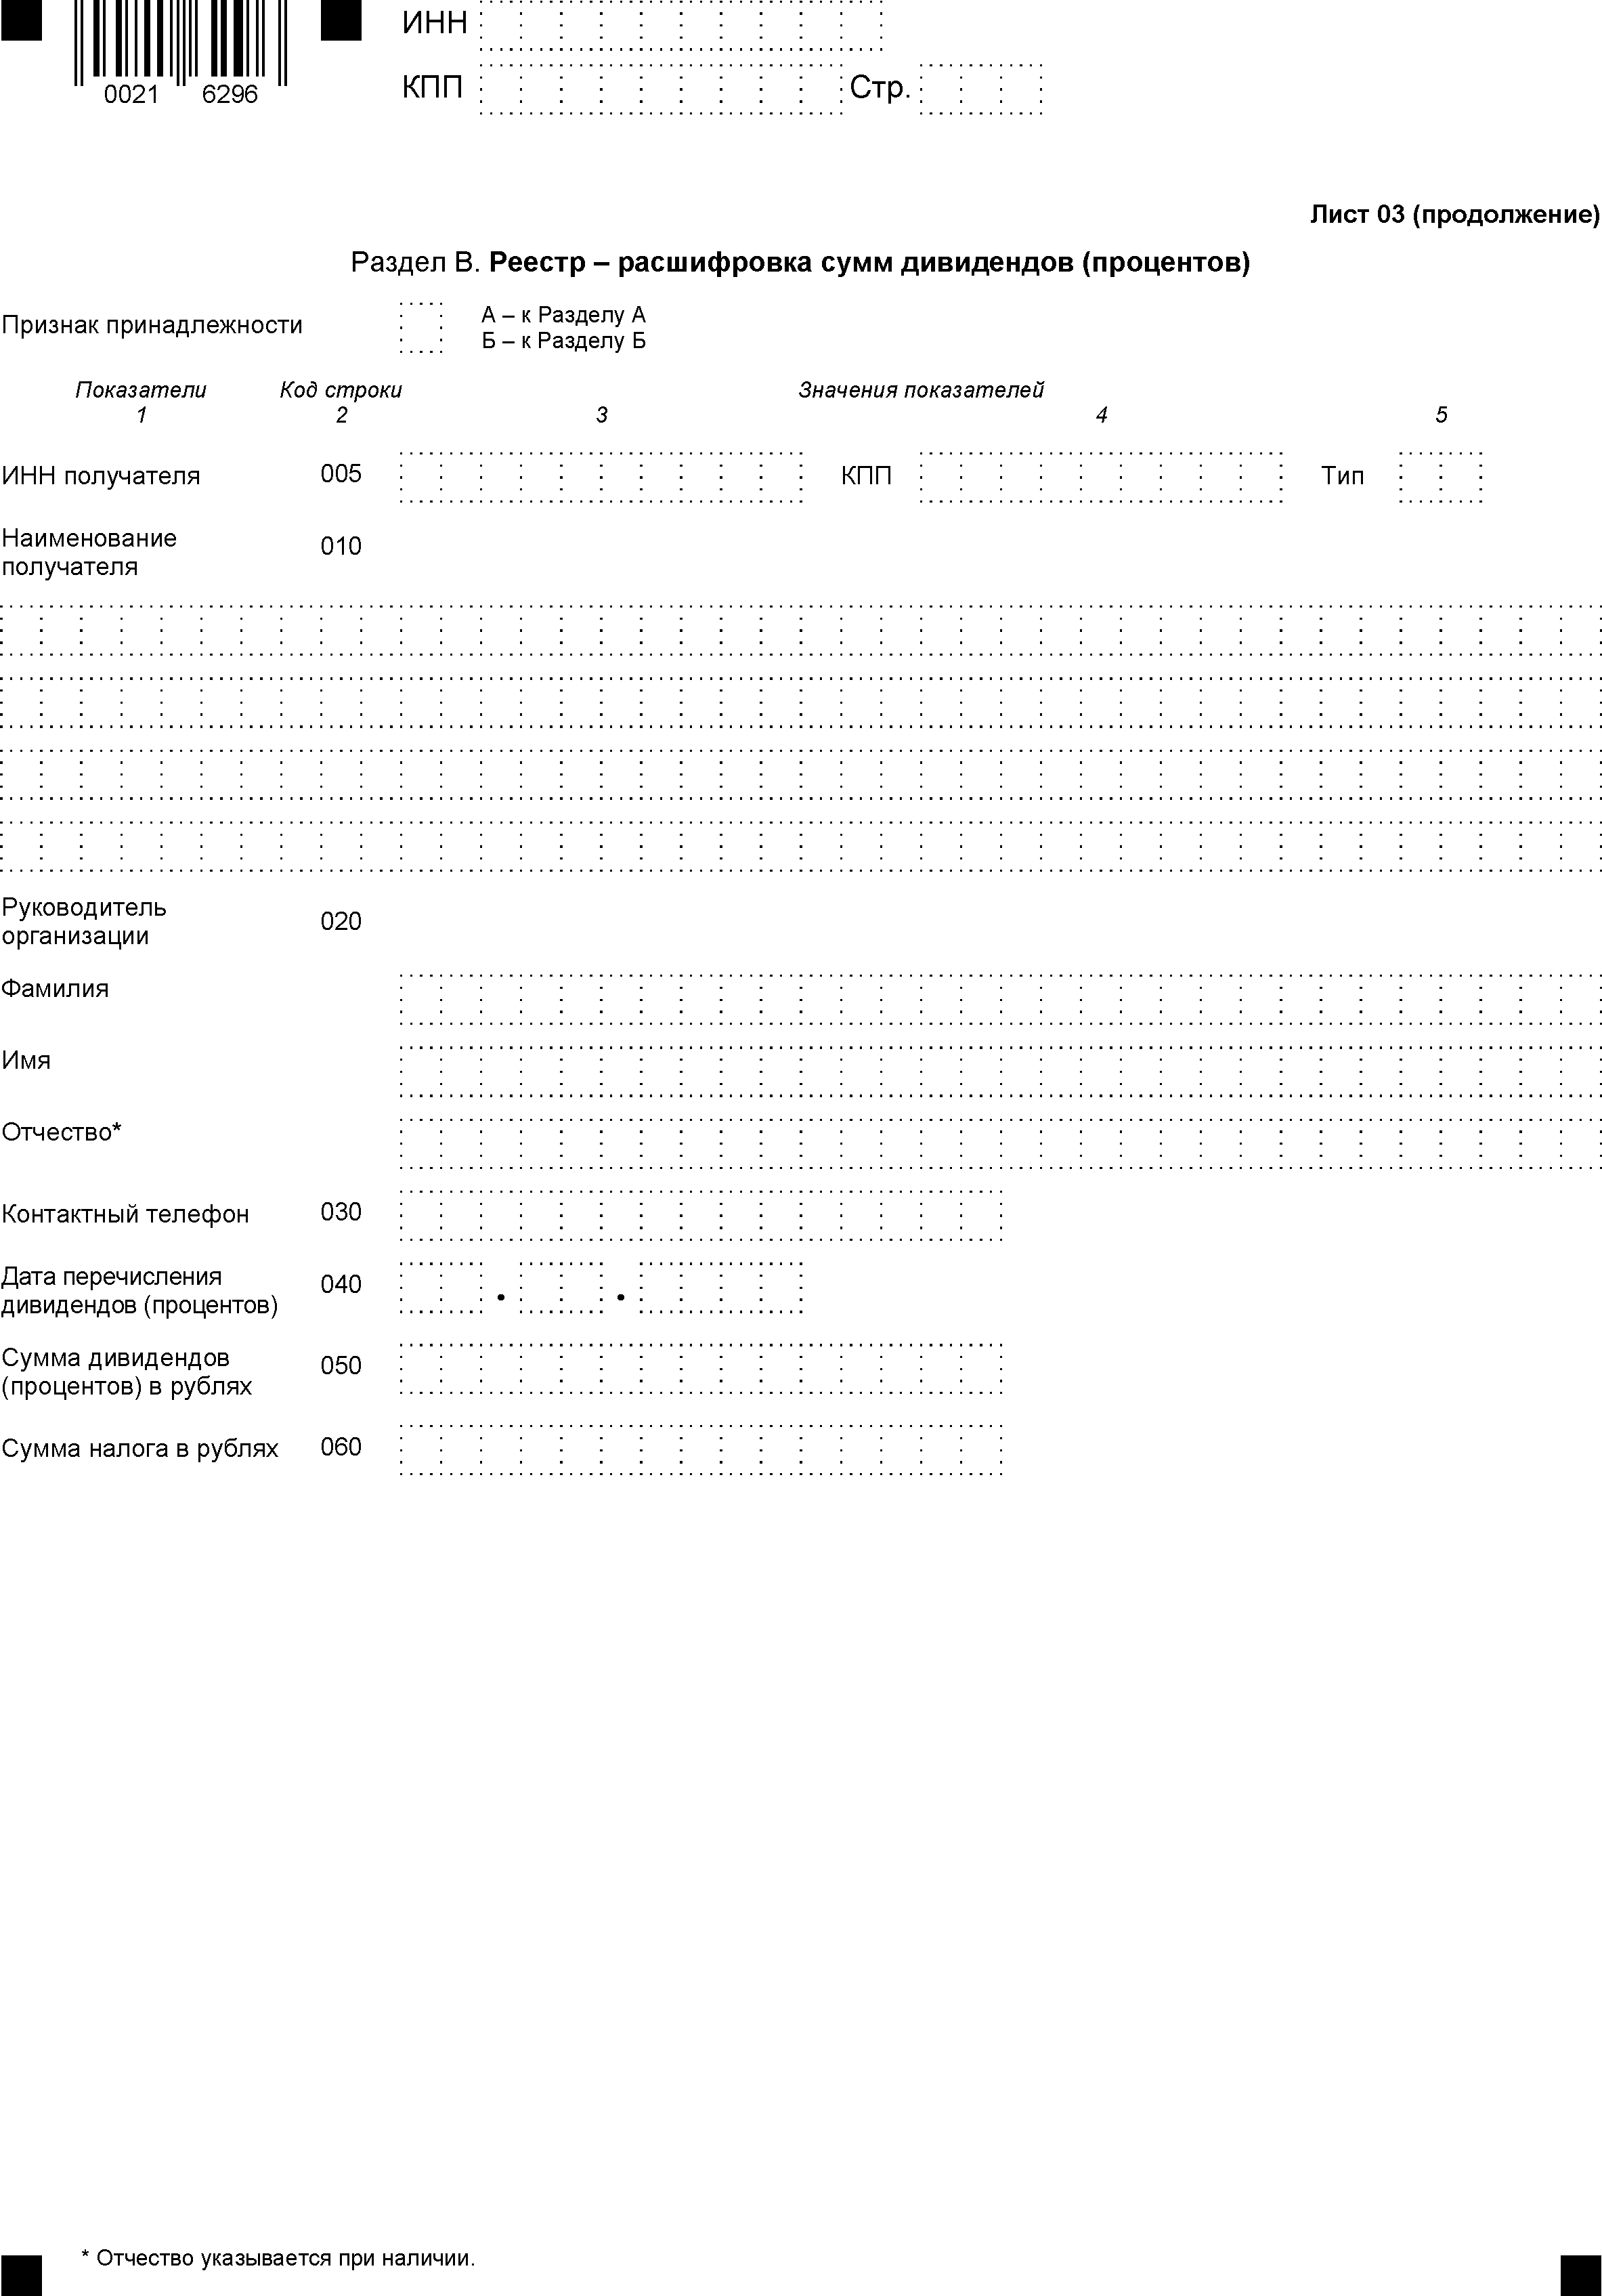 ИНН
0021 6296
КПП Стр.
Лист 03 (продолжение)
Раздел В. Реестр – расшифровка сумм дивидендов (процентов)
Признак принадлежности
А – к Разделу А
Б – к Разделу Б
Показатели Код строки Значения показателей
1 2 3 4 5
ИНН получателя 005 КПП Тип
Наименование
получателя
010
Руководитель
организации
020
Фамилия
Имя
Отчество*
Контактный телефон 030
Дата перечисления
дивидендов (процентов)
040 . .
Сумма дивидендов
(процентов) в рублях
050
Сумма налога в рублях 060
* Отчество указывается при наличии.